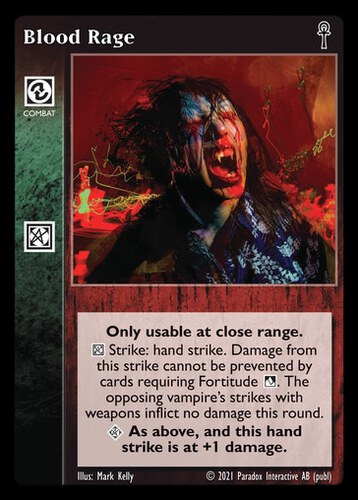 Blood Rage
COMBAT
Only usable at close range.
Strike: hand strike. Damage from
this strike cannot be prevented by
cards requiring Fortitude . The
opposing vampire's strikes with
weapons inflict no damage this round.
As above, and this hand
strike is at +1 damage.
Illus: Mark Kelly © 2021 Paradox Interactive AB (publ)